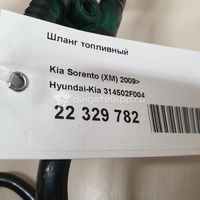 Шланг топливный
Kia Sorento (XM) 2009>
Hyundai-Kia 314502F004
22 329 782